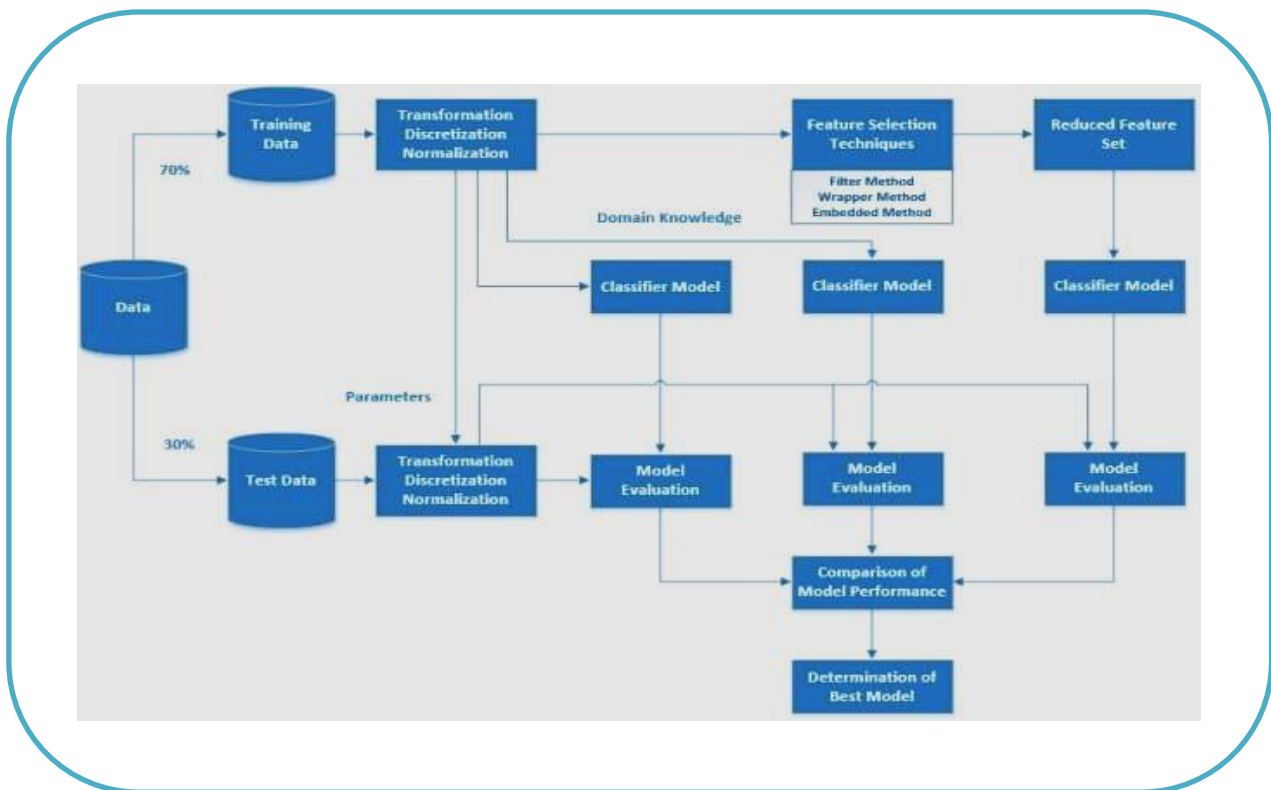 Training
Data
Transformation
Discretization
Normalization
Feature Selection
Techniques
Filter Method
Wrapper Method
Embedded Method
Reduced Feature
Set
70%
Domain Knowledge
Data
Classifier Model
Classifier Model
Classifier Model
Parameters
30%
Test Data
Transformation
Discretization
Normalization
Model
Evaluation
Model
Evaluation
Model
Evaluation
Comparison of
Model Performance
Determination of
Best Model